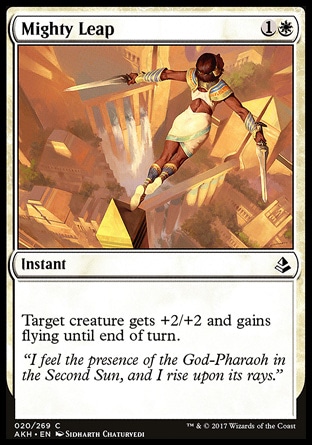 Mighty Leap 1
Instant
Target creature gets +2/+2 and gains
flying until end of turn.
“I feel the presence of the God-Pharaoh in
the Second Sun, and I rise upon its rays.”
020/269 C
AKH • EN Sidharth Chaturvedi
™ & © 2017 Wizards of the Coast